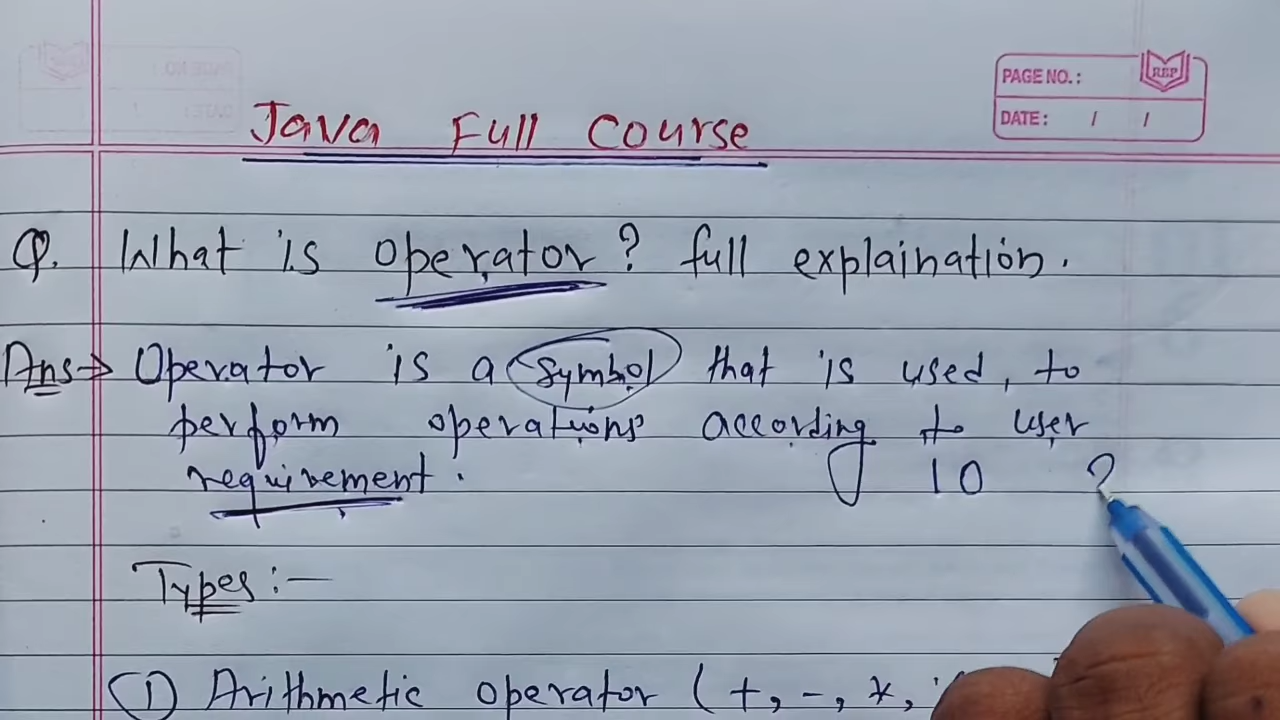 PAGE NO.:
REP
DATE: / /
Java Full Course
Q. What is operator? full explaination.
Ans→ Operator is a symbol that is used, to
perform operations according to user
requirement.
10
Types:—
(1) Arithmetic operator (+, -, *,